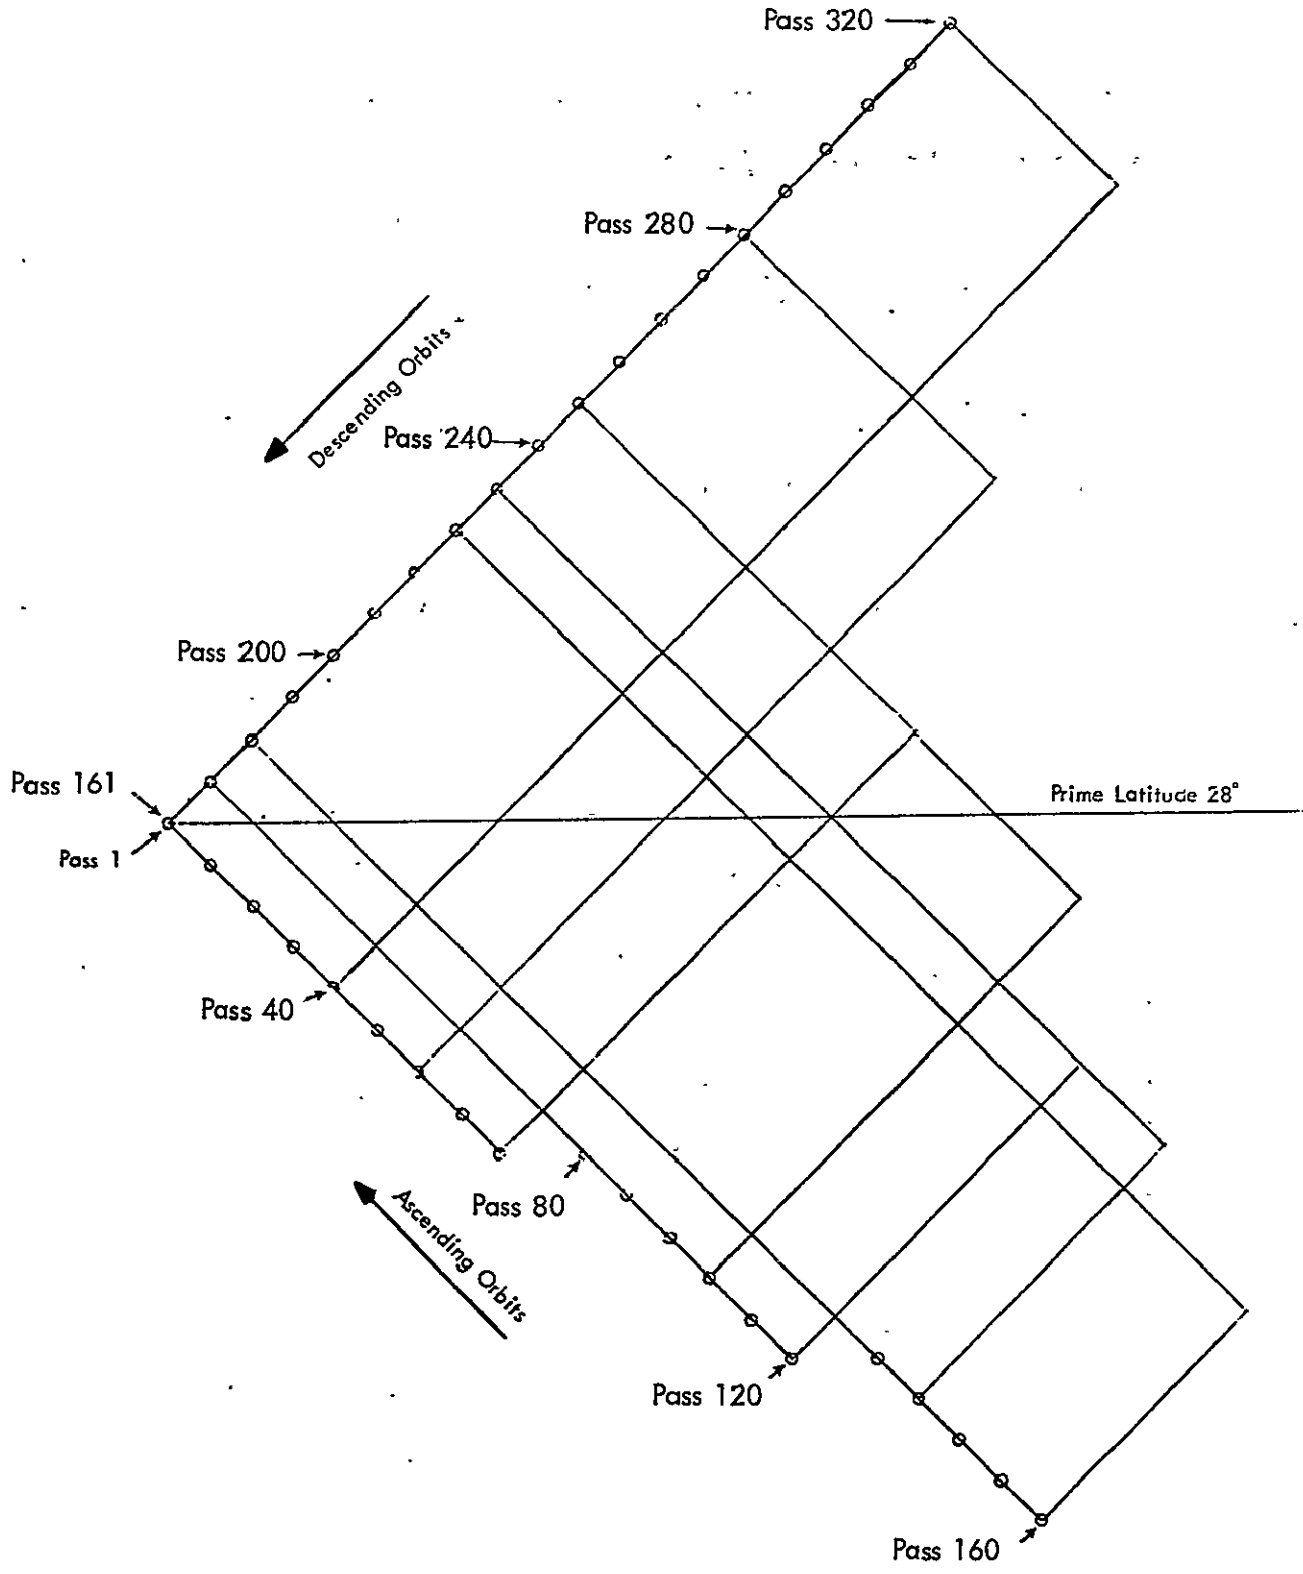 Pass 320
Pass 280
Descending Orbits
Pass 240
Pass 200
Pass 161
Prime Latitude 28°
Pass 1
Pass 40
Pass 80
Ascending Orbits
Pass 120
Pass 160